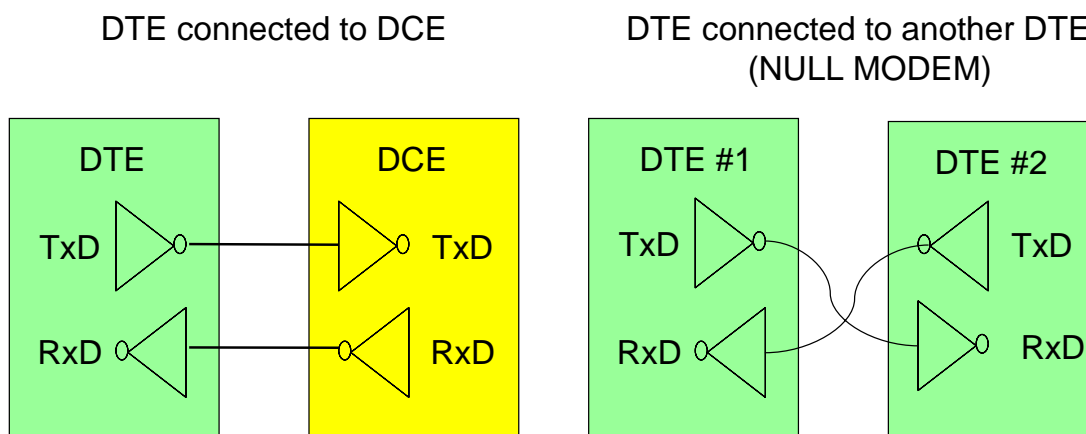 DTE connected to DCE
DTE connected to another DTE
(NULL MODEM)
DTE
DCE
TxD
TxD
RxD
RxD
DTE #1
DTE #2
TxD
TxD
RxD
RxD